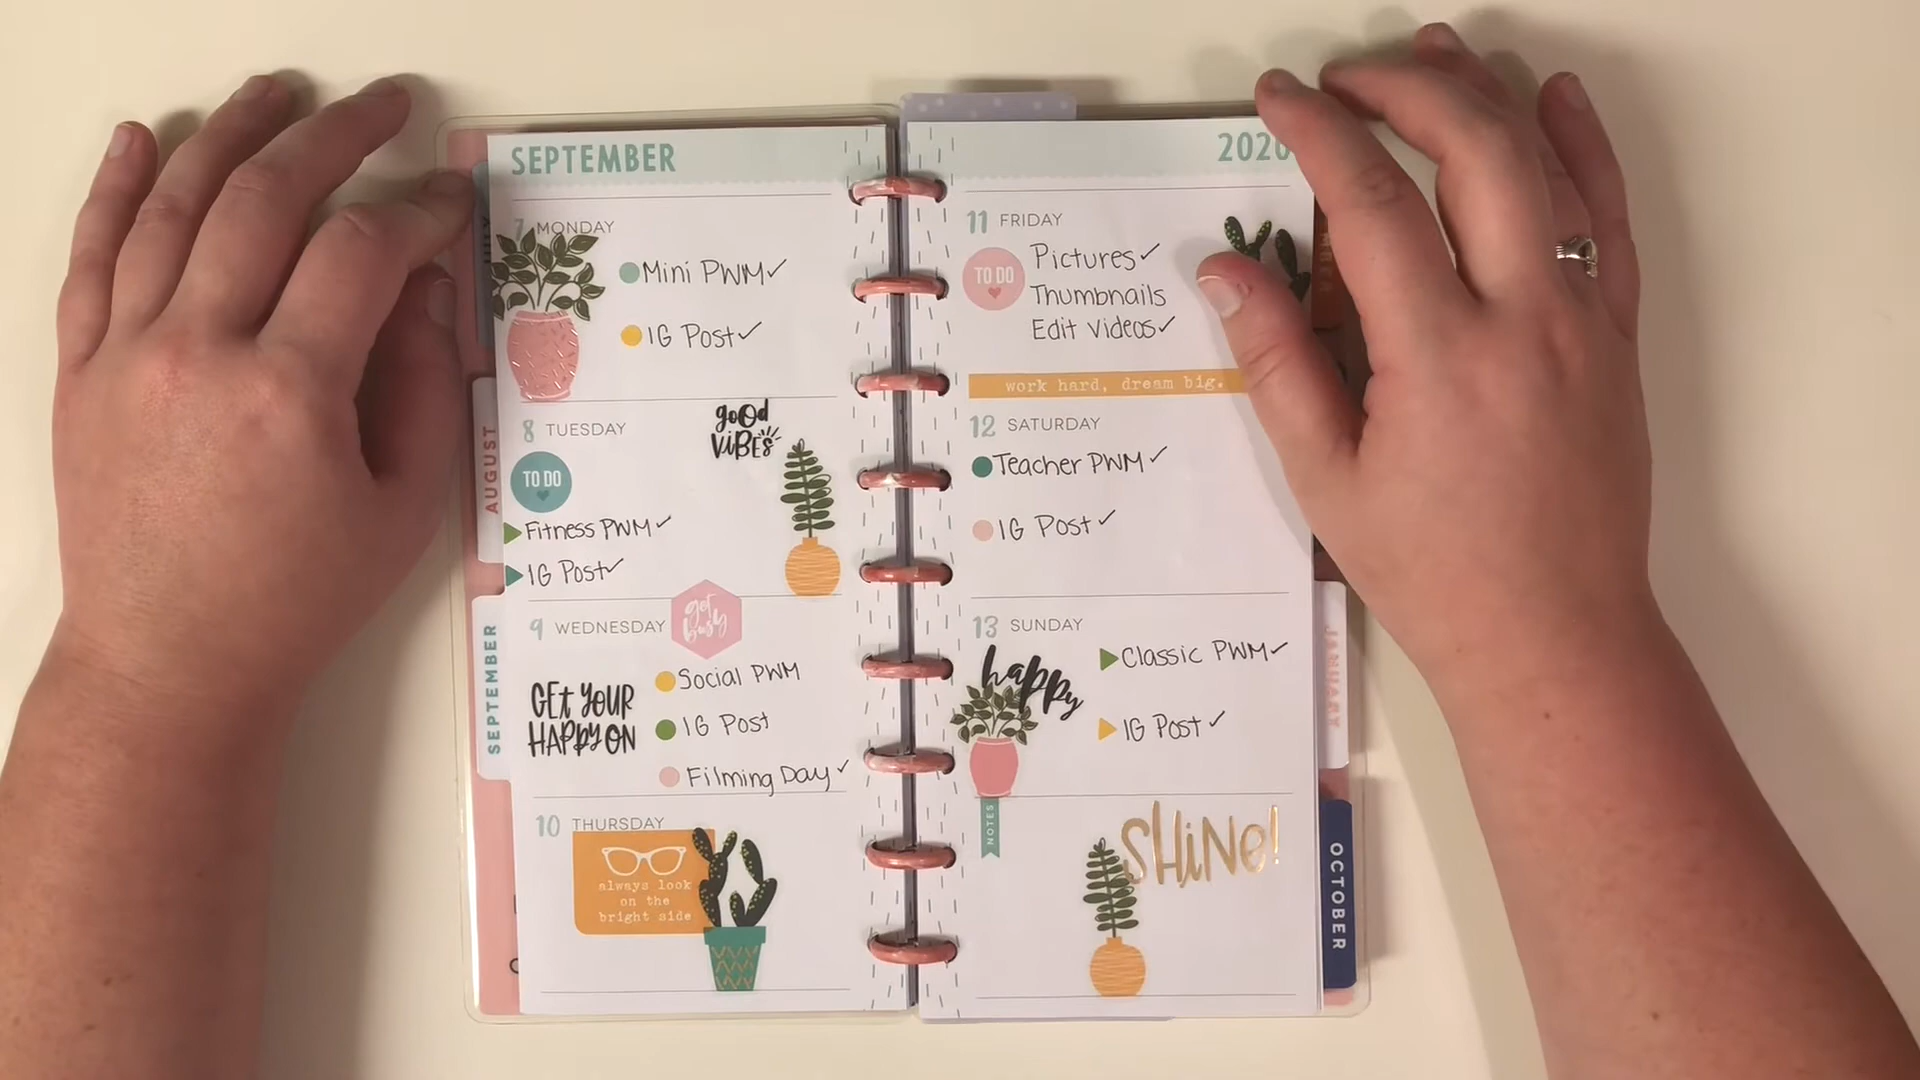 SEPTEMBER
7 MONDAY
Mini PWM✓
IG Post✓
8 TUESDAY
good
ViBES
TO DO
Fitness PWM✓
IG Post✓
9 WEDNESDAY
get
busy
GEt YOUR
HAPPy ON
Social PWM
IG Post
Filming Day✓
10 THURSDAY
always look
on the
bright side
2020
11 FRIDAY
TO DO
Pictures✓
Thumbnails
Edit Videos✓
work hard, dream big.
12 SATURDAY
Teacher PWM✓
IG Post✓
13 SUNDAY
happy
Classic PWM✓
IG Post✓
NOTES
SHiNe!
AUGUST
SEPTEMBER
JANUARY
OCTOBER